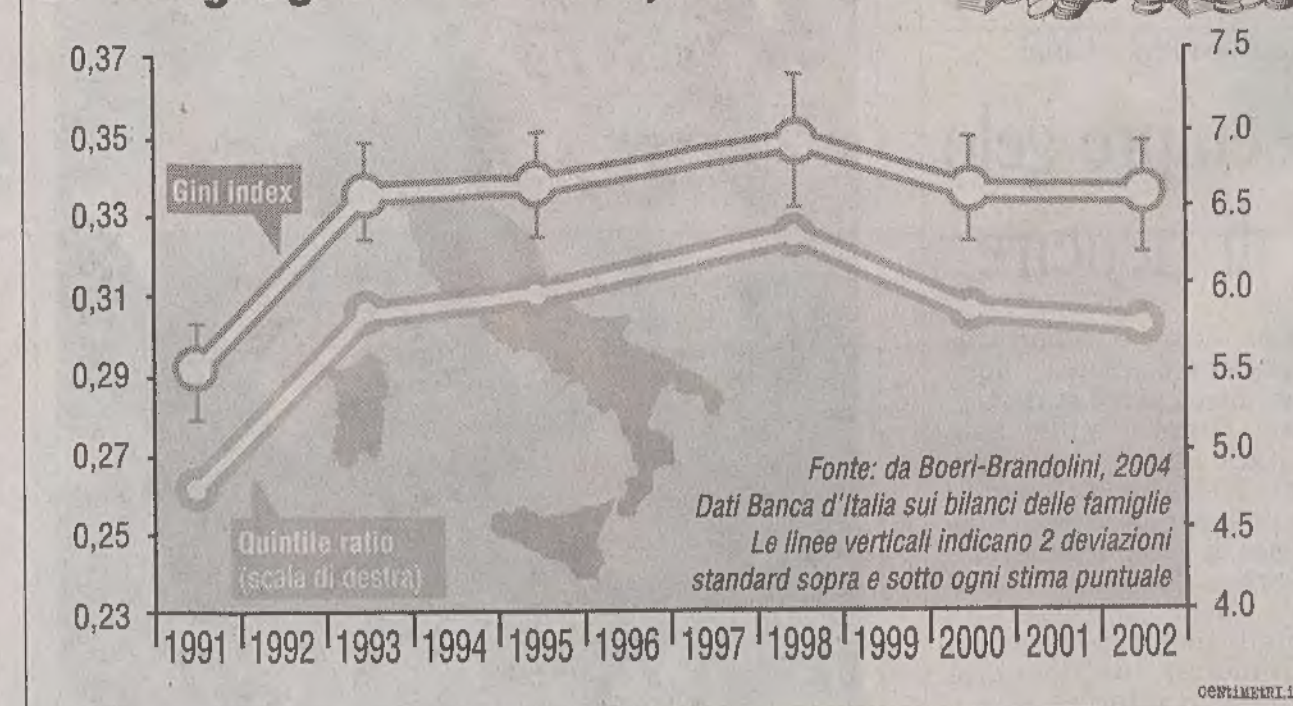 0,37
0,35
0,33
0,31
0,29
0,27
0,25
0,23
7.5
7.0
6.5
6.0
5.5
5.0
4.5
4.0
Gini index
Quintile ratio
(scala di destra)
Fonte: da Boeri-Brandolini, 2004
Dati Banca d'Italia sui bilanci delle famiglie
Le linee verticali indicano 2 deviazioni
standard sopra e sotto ogni stima puntuale
1991 1992 1993 1994 1995 1996 1997 1998 1999 2000 2001 2002